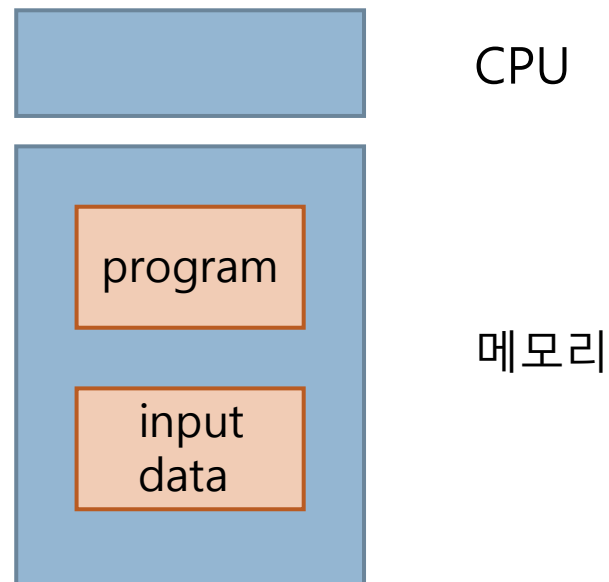 CPU
program
메모리
input
data